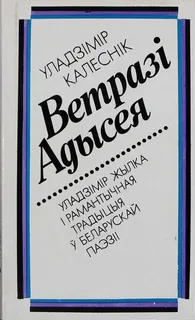 УЛАДЗІМІР
КАЛЕСНІК
Ветразі
Адысея
УЛАДЗІМІР ЖЫЛКА
І РАМАНТЫЧНАЯ
ТРАДЫЦЫЯ
Ў БЕЛАРУСКАЙ
ПАЭЗІІ